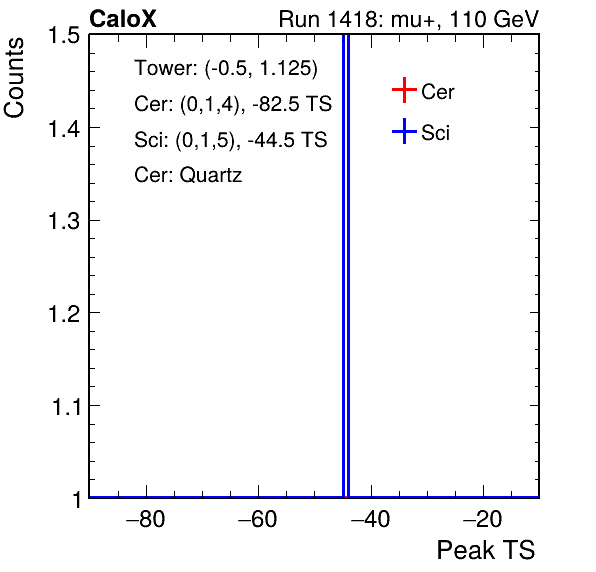 CaloX Run 1418: mu+, 110 GeV
Counts
1.5
1.4
1.3
1.2
1.1
1
Tower: (-0.5, 1.125)
Cer: (0,1,4), -82.5 TS
Sci: (0,1,5), -44.5 TS
Cer: Quartz
Cer
Sci
−80 −60 −40 −20
Peak TS